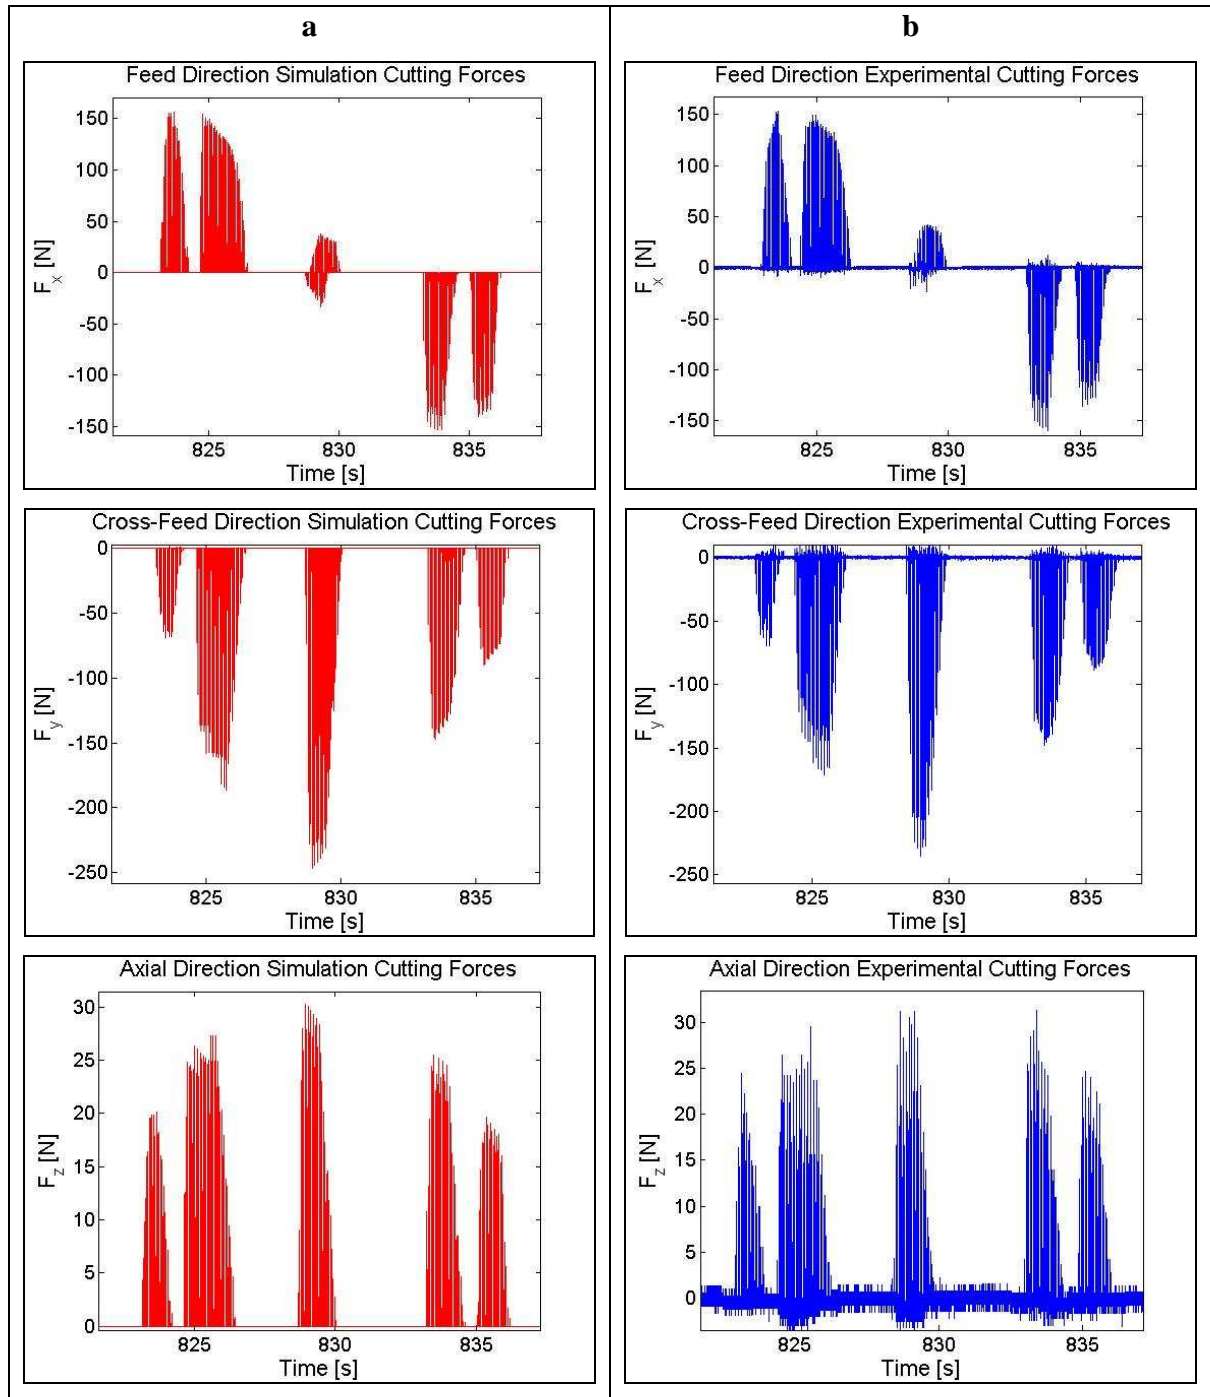 a
b
Feed Direction Simulation Cutting Forces
150
100
50
0
-50
-100
-150
F_x [N]
825 830 835
Time [s]
Feed Direction Experimental Cutting Forces
150
100
50
0
-50
-100
-150
F_x [N]
825 830 835
Time [s]
Cross-Feed Direction Simulation Cutting Forces
0
-50
-100
-150
-200
-250
F_y [N]
825 830 835
Time [s]
Cross-Feed Direction Experimental Cutting Forces
0
-50
-100
-150
-200
-250
F_y [N]
825 830 835
Time [s]
Axial Direction Simulation Cutting Forces
30
25
20
15
10
5
0
F_z [N]
825 830 835
Time [s]
Axial Direction Experimental Cutting Forces
30
25
20
15
10
5
0
F_z [N]
825 830 835
Time [s]